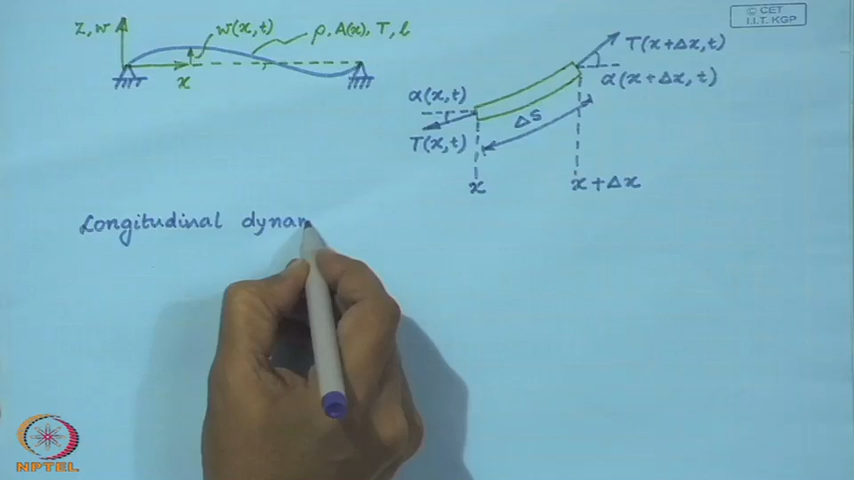 z, w
w(x,t)
ρ, A(x), T, l
x
α(x,t)
T(x,t)
Δs
T(x+Δx,t)
α(x+Δx,t)
x
x+Δx
Longitudinal dynam
© CET
I.I.T. KGP
NPTEL